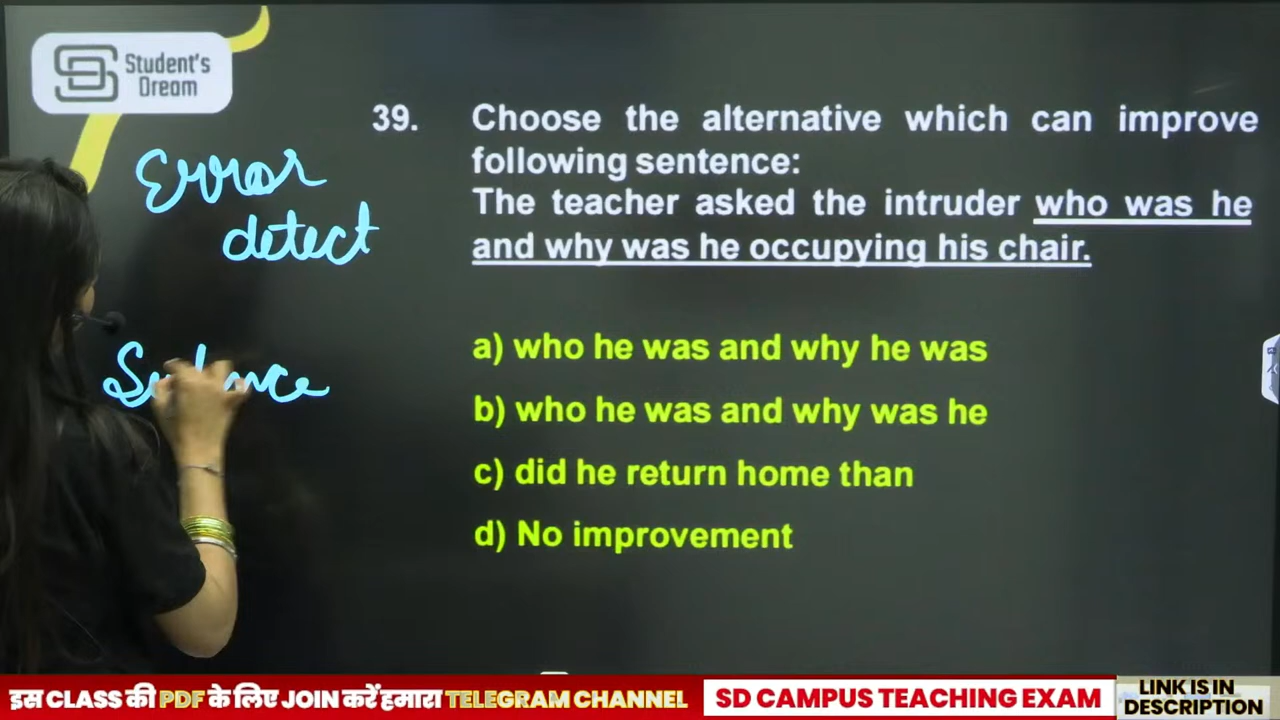 Student's
Dream
Error
detect
39. Choose the alternative which can improve
following sentence:
The teacher asked the intruder who was he
and why was he occupying his chair.
a) who he was and why he was
b) who he was and why was he
c) did he return home than
d) No improvement
इस CLASS की PDF के लिए JOIN करें हमारा TELEGRAM CHANNEL
SD CAMPUS TEACHING EXAM
LINK IS IN
DESCRIPTION